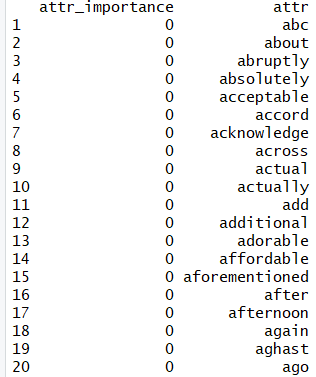 attr_importance attr
1 0 abc
2 0 about
3 0 abruptly
4 0 absolutely
5 0 acceptable
6 0 accord
7 0 acknowledge
8 0 across
9 0 actual
10 0 actually
11 0 add
12 0 additional
13 0 adorable
14 0 affordable
15 0 aforementioned
16 0 after
17 0 afternoon
18 0 again
19 0 aghast
20 0 ago